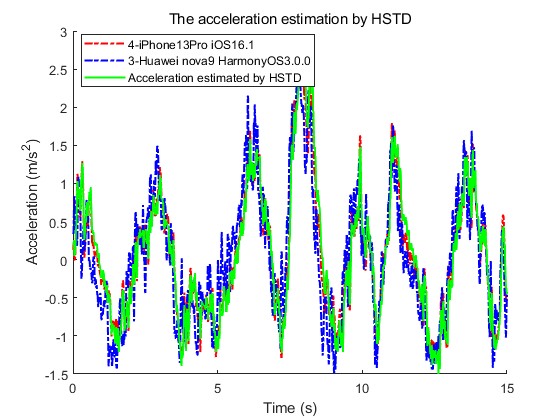 The acceleration estimation by HSTD
4-iPhone13Pro iOS16.1
3-Huawei nova9 HarmonyOS3.0.0
Acceleration estimated by HSTD
Acceleration (m/s²)
3
2.5
2
1.5
1
0.5
0
-0.5
-1
-1.5
0 5 10 15
Time (s)